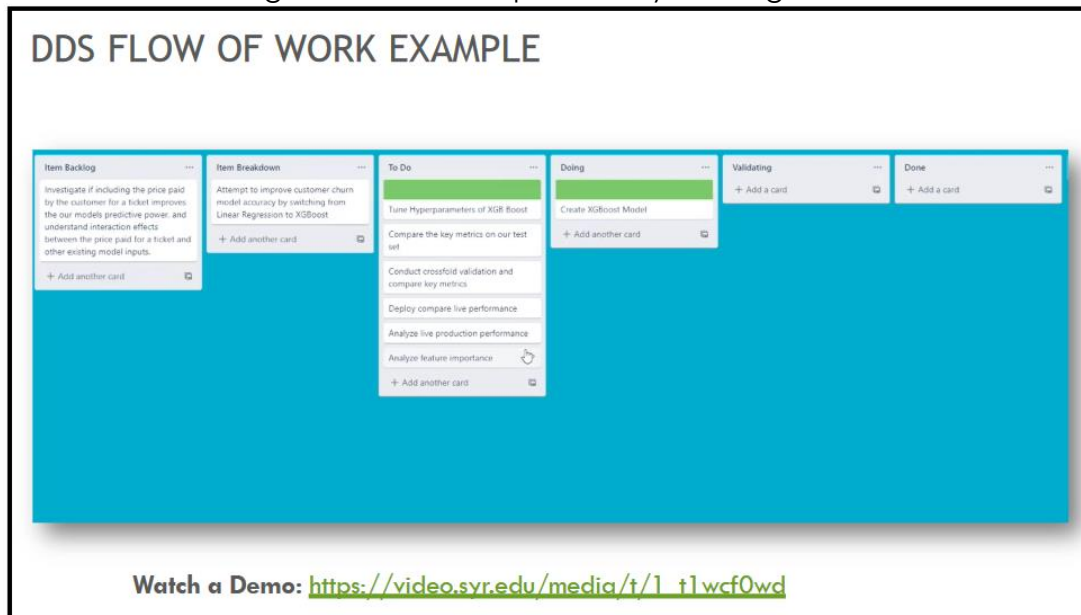 DDS FLOW OF WORK EXAMPLE
Item Backlog ...
Investigate if including the price paid
by the customer for a ticket improves
the our models predictive power. and
understand interaction effects
between the price paid for a ticket and
other existing model inputs.
+ Add another card
Item Breakdown ...
Attempt to improve customer churn
model accuracy by switching from
Linear Regression to XGBoost
+ Add another card
To Do ...
Tune Hyperparameters of XGB Boost
Compare the key metrics on our test
set
Conduct crossfold validation and
compare key metrics
Deploy compare live performance
Analyze live production performance
Analyze feature importance
+ Add another card
Doing ...
Create XGBoost Model
+ Add another card
Validating ...
+ Add a card
Done ...
+ Add a card
Watch a Demo: https://video.syr.edu/media/t/1_t1wcf0wd